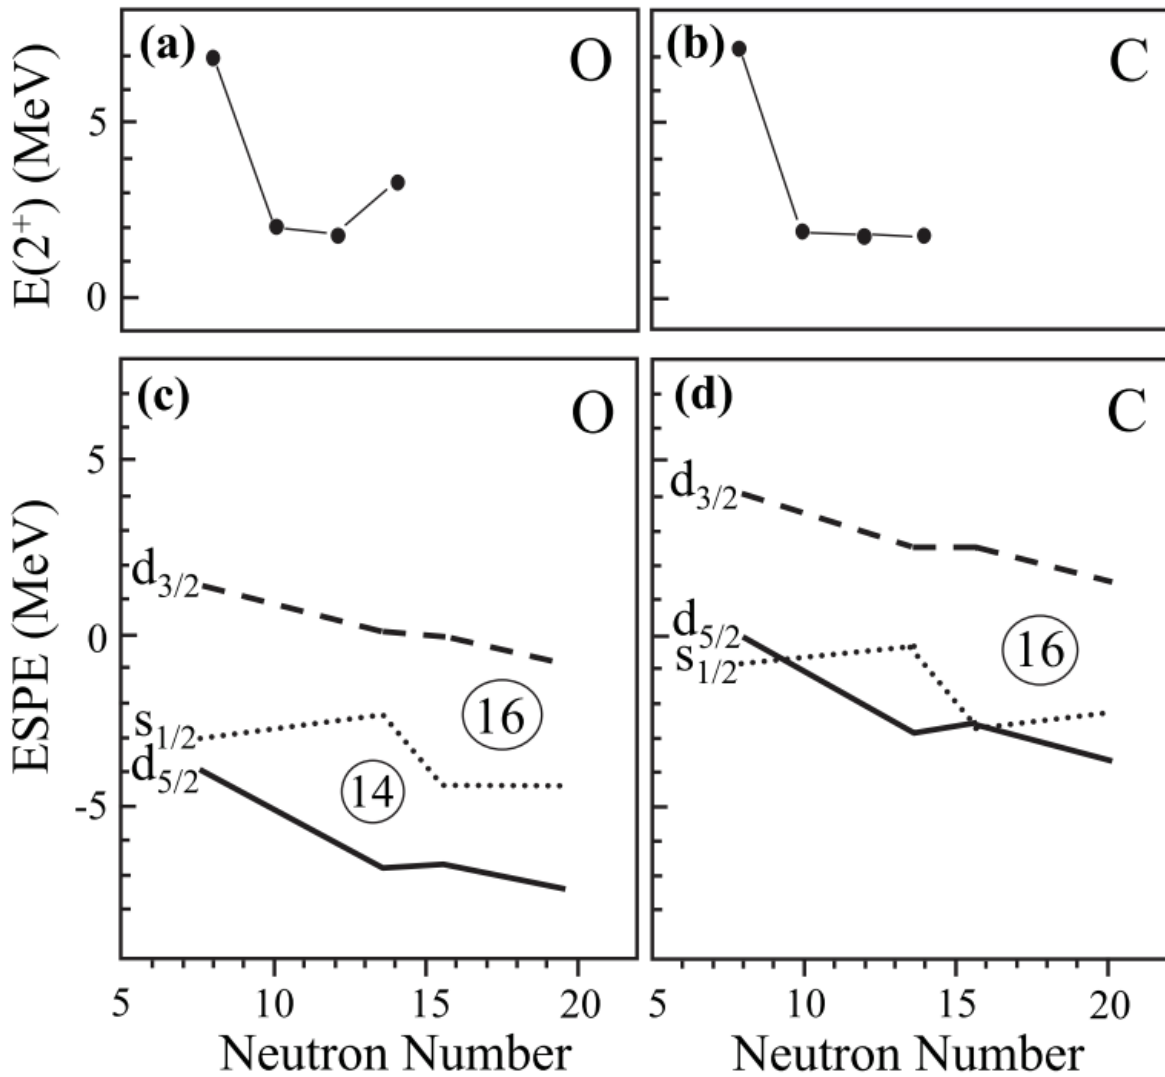 (a) O
(b) C
E(2⁺) (MeV)
5
0
(c) O
(d) C
ESPE (MeV)
5
0
-5
d3/2
s1/2
d5/2
16
14
d3/2
d5/2
s1/2
16
5 10 15 20
5 10 15 20
Neutron Number
Neutron Number